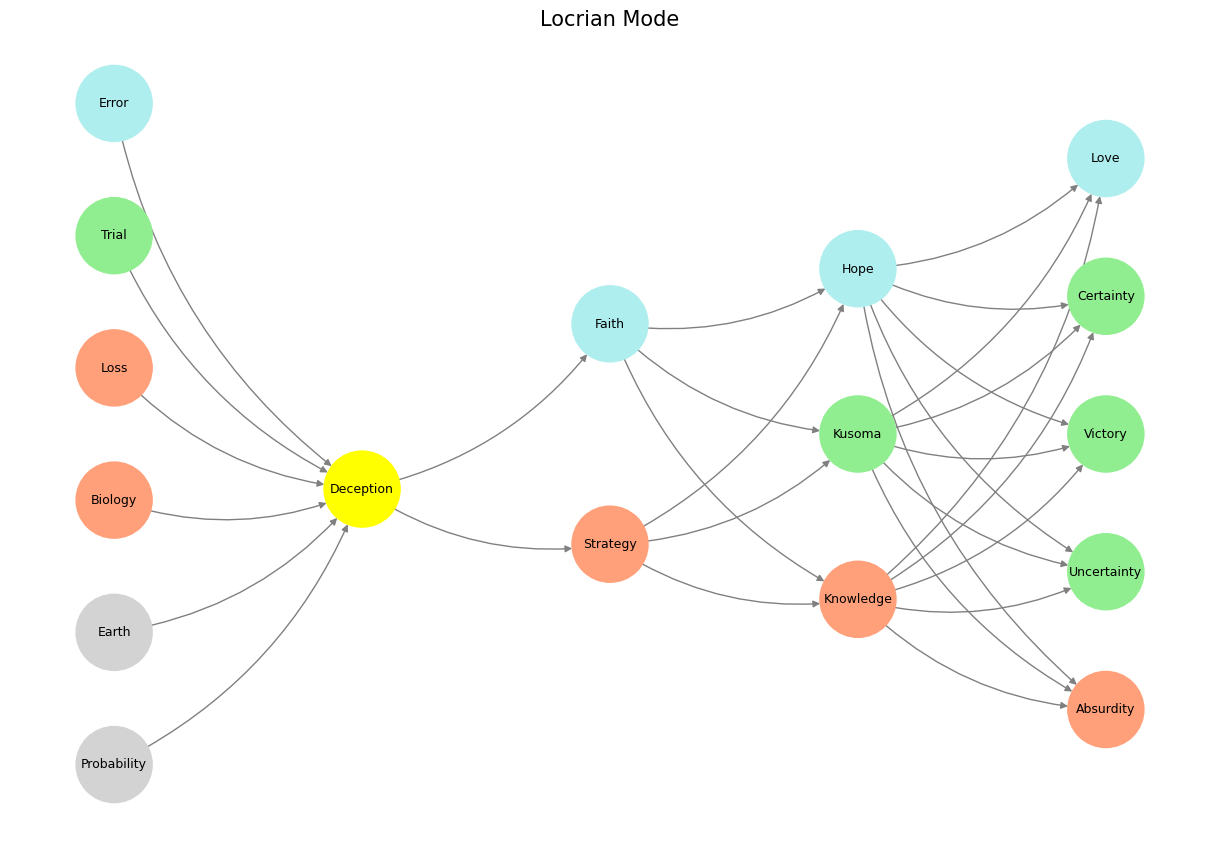 Locrian Mode
Error
Trial
Loss
Biology
Earth
Probability
Deception
Faith
Strategy
Hope
Kusoma
Knowledge
Love
Certainty
Victory
Uncertainty
Absurdity